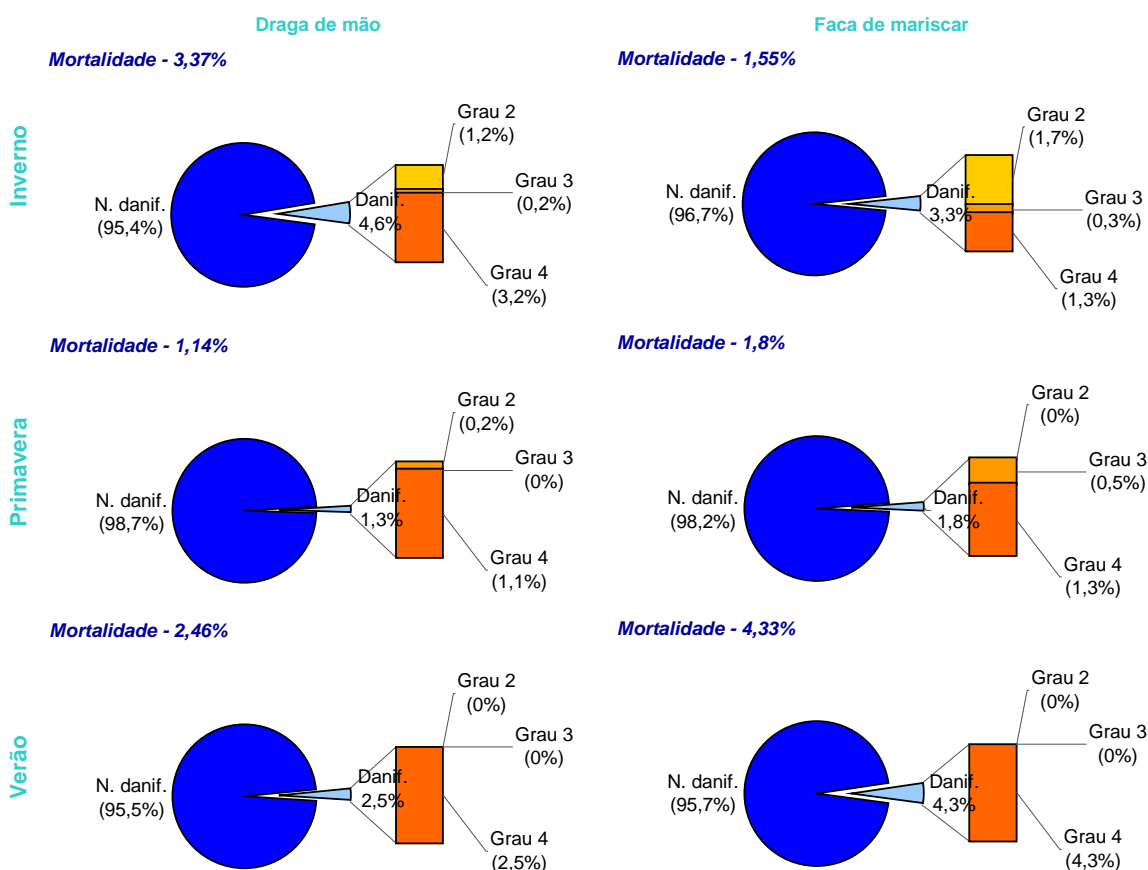 Draga de mão
Faca de mariscar
Inverno
Mortalidade - 3,37%
N. danif.
(95,4%)
Danif.
4,6%
Grau 2
(1,2%)
Grau 3
(0,2%)
Grau 4
(3,2%)
Mortalidade - 1,55%
N. danif.
(96,7%)
Danif.
3,3%
Grau 2
(1,7%)
Grau 3
(0,3%)
Grau 4
(1,3%)
Primavera
Mortalidade - 1,14%
N. danif.
(98,7%)
Danif.
1,3%
Grau 2
(0,2%)
Grau 3
(0%)
Grau 4
(1,1%)
Mortalidade - 1,8%
N. danif.
(98,2%)
Danif.
1,8%
Grau 2
(0%)
Grau 3
(0,5%)
Grau 4
(1,3%)
Verão
Mortalidade - 2,46%
N. danif.
(95,5%)
Danif.
2,5%
Grau 2
(0%)
Grau 3
(0%)
Grau 4
(2,5%)
Mortalidade - 4,33%
N. danif.
(95,7%)
Danif.
4,3%
Grau 2
(0%)
Grau 3
(0%)
Grau 4
(4,3%)